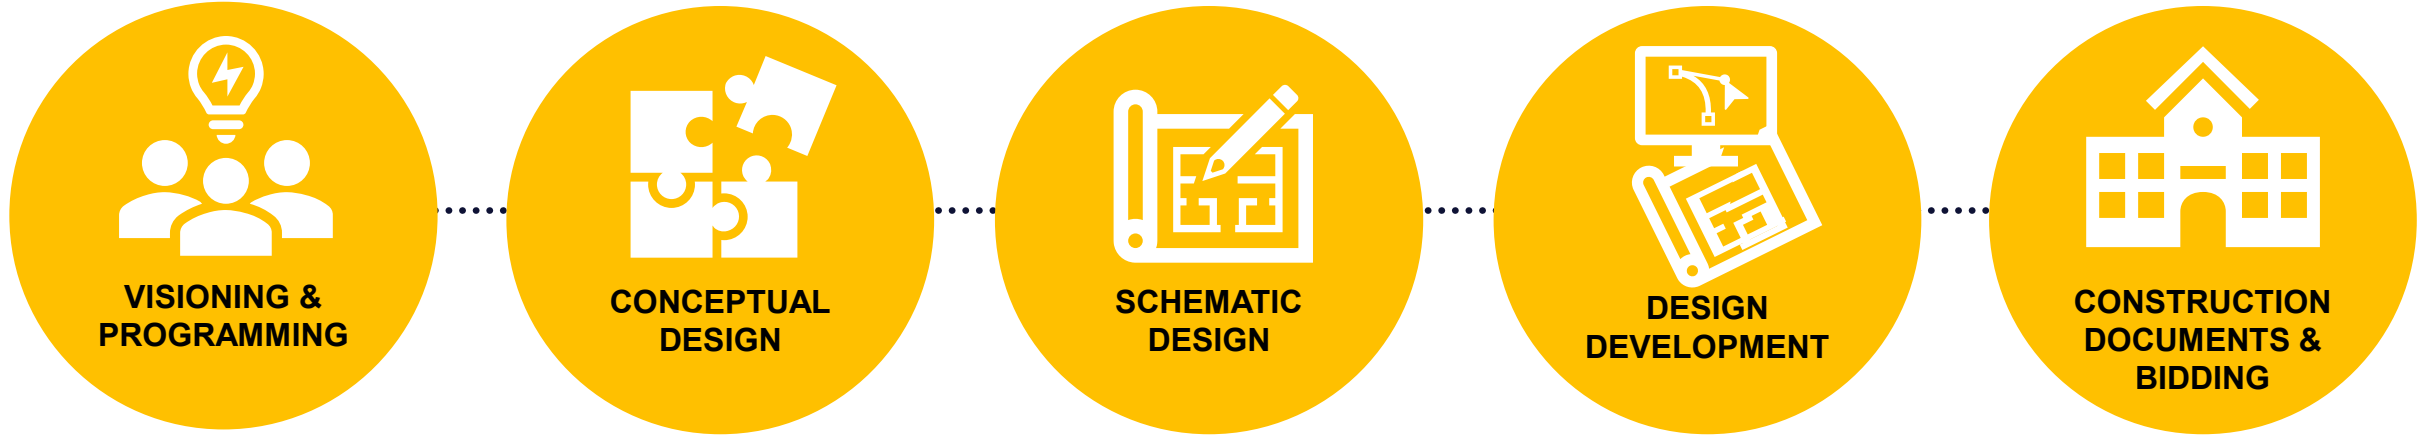 VISIONING &
PROGRAMMING
CONCEPTUAL
DESIGN
SCHEMATIC
DESIGN
DESIGN
DEVELOPMENT
CONSTRUCTION
DOCUMENTS &
BIDDING